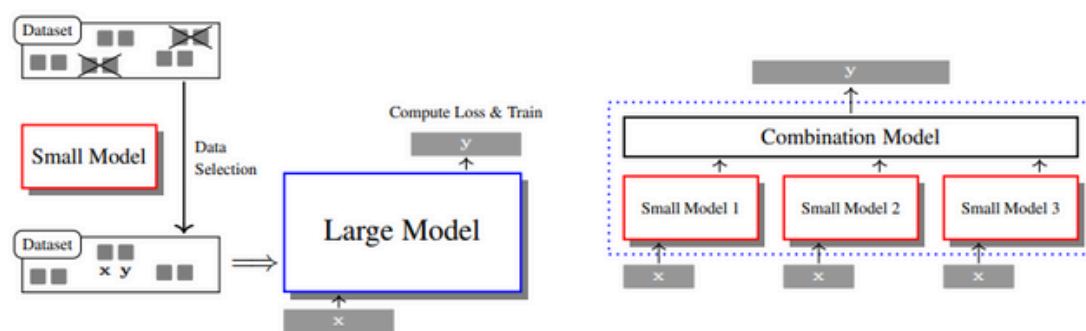 Dataset
Small Model
Data
Selection
Dataset
x y
Compute Loss & Train
y
Large Model
x
y
Combination Model
Small Model 1
Small Model 2
Small Model 3
x
x
x